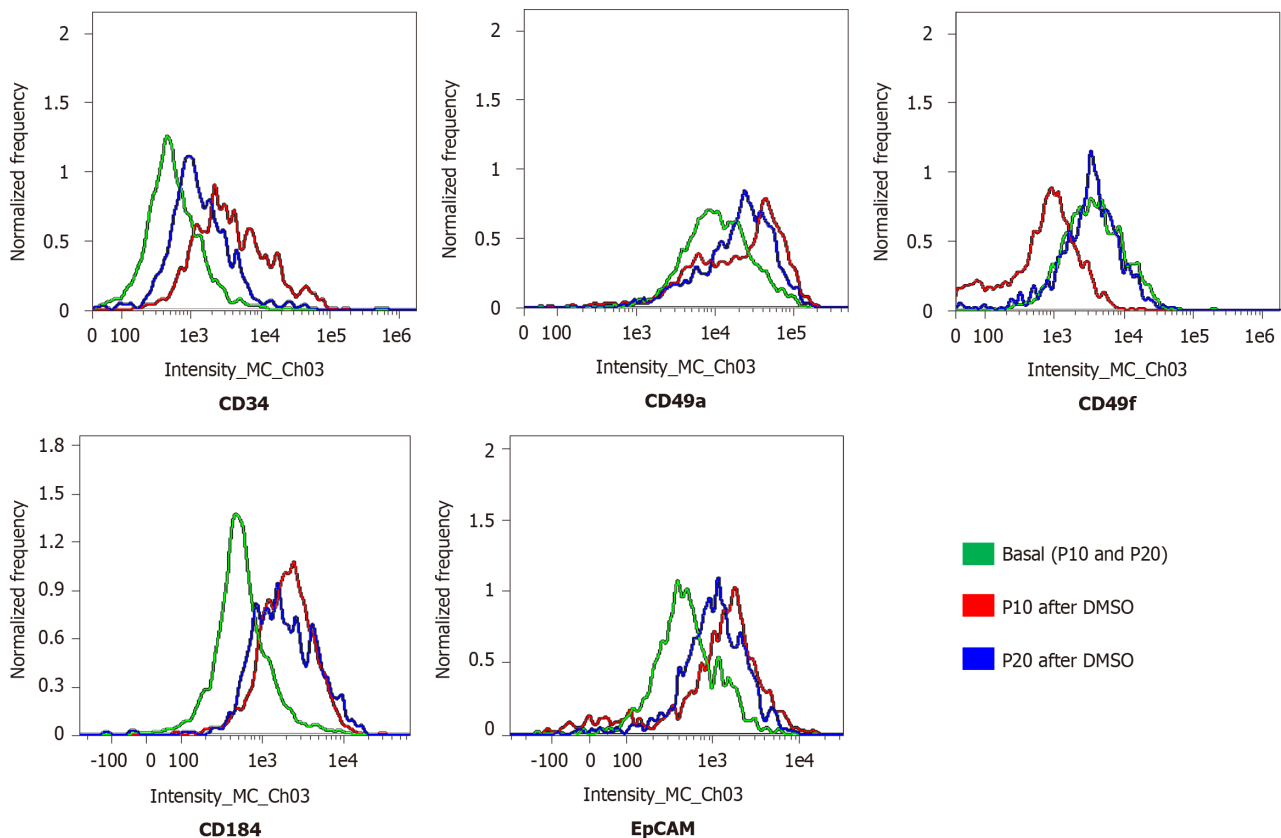 2
1.5
1
0.5
0
Normalized frequency
0 100 1e3 1e4 1e5 1e6
Intensity_MC_Ch03
CD34
2
1.5
1
0.5
0
Normalized frequency
0 100 1e3 1e4 1e5
Intensity_MC_Ch03
CD49a
2
1.5
1
0.5
0
Normalized frequency
0 100 1e3 1e4 1e5 1e6
Intensity_MC_Ch03
CD49f
1.8
1.5
1.2
0.9
0.6
0.3
0
Normalized frequency
-100 0 100 1e3 1e4
Intensity_MC_Ch03
CD184
2
1.5
1
0.5
0
Normalized frequency
-100 0 100 1e3 1e4
Intensity_MC_Ch03
EpCAM
Basal (P10 and P20)
P10 after DMSO
P20 after DMSO